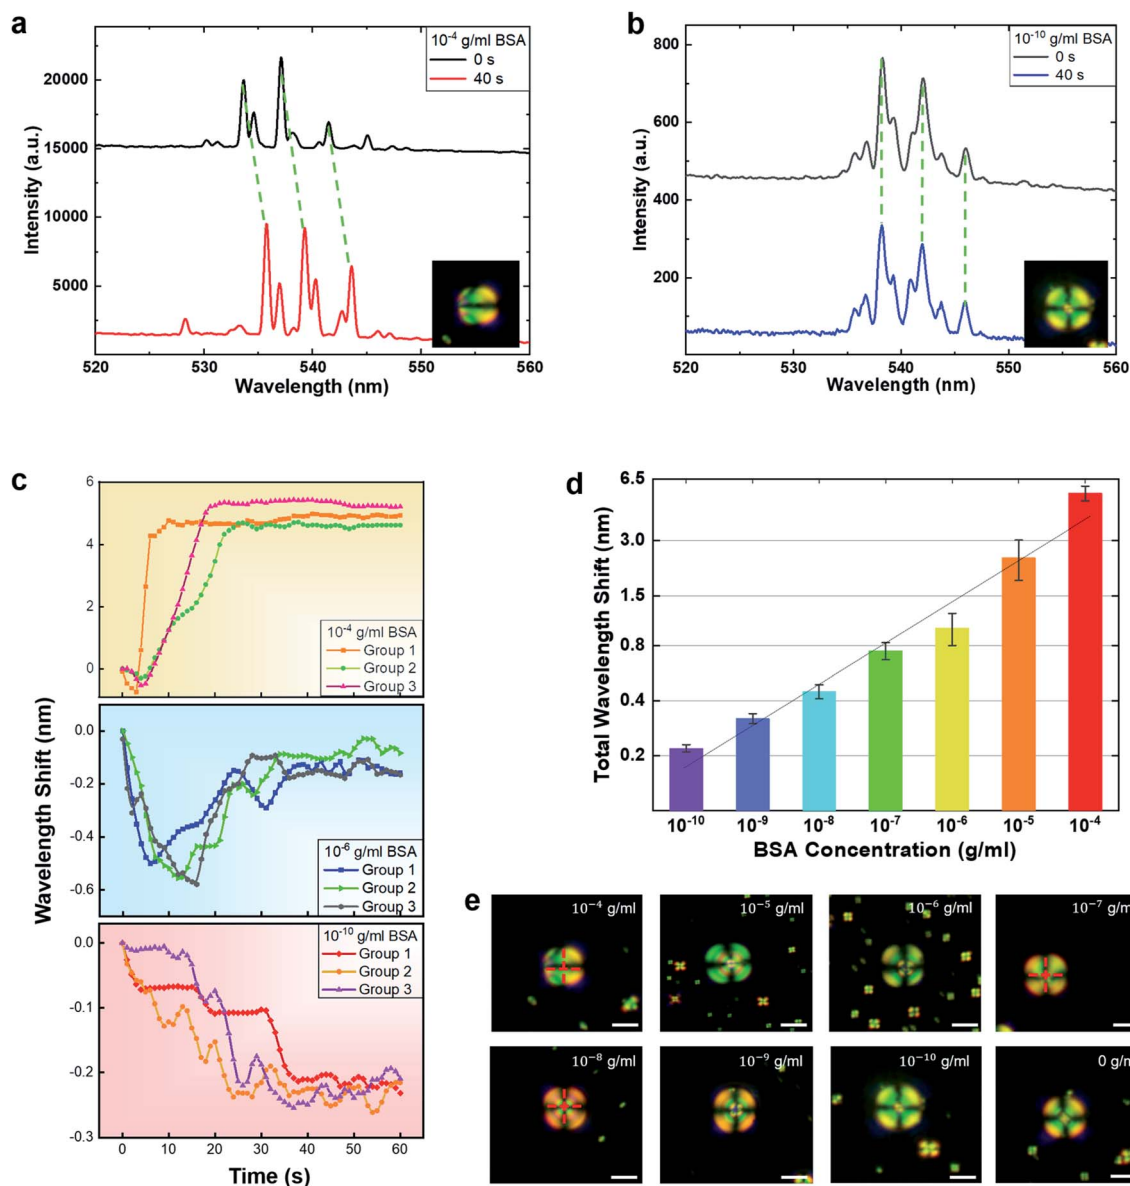 a
10⁻⁴ g/ml BSA
0 s
40 s
20000
15000
10000
5000
Intensity (a.u.)
520 530 540 550 560
Wavelength (nm)
b
10⁻¹⁰ g/ml BSA
0 s
40 s
800
600
400
200
Intensity (a.u.)
520 530 540 550 560
Wavelength (nm)
c
6
4
2
0
10⁻⁴ g/ml BSA
Group 1
Group 2
Group 3
0.0
-0.2
-0.4
-0.6
10⁻⁶ g/ml BSA
Group 1
Group 2
Group 3
0.0
-0.1
-0.2
-0.3
10⁻¹⁰ g/ml BSA
Group 1
Group 2
Group 3
Wavelength Shift (nm)
0 10 20 30 40 50 60
Time (s)
d
6.5
3.0
1.5
0.8
0.4
0.2
Total Wavelength Shift (nm)
10⁻¹⁰ 10⁻⁹ 10⁻⁸ 10⁻⁷ 10⁻⁶ 10⁻⁵ 10⁻⁴
BSA Concentration (g/ml)
e
10⁻⁴ g/ml 10⁻⁵ g/ml 10⁻⁶ g/ml 10⁻⁷ g/ml
10⁻⁸ g/ml 10⁻⁹ g/ml 10⁻¹⁰ g/ml 0 g/m